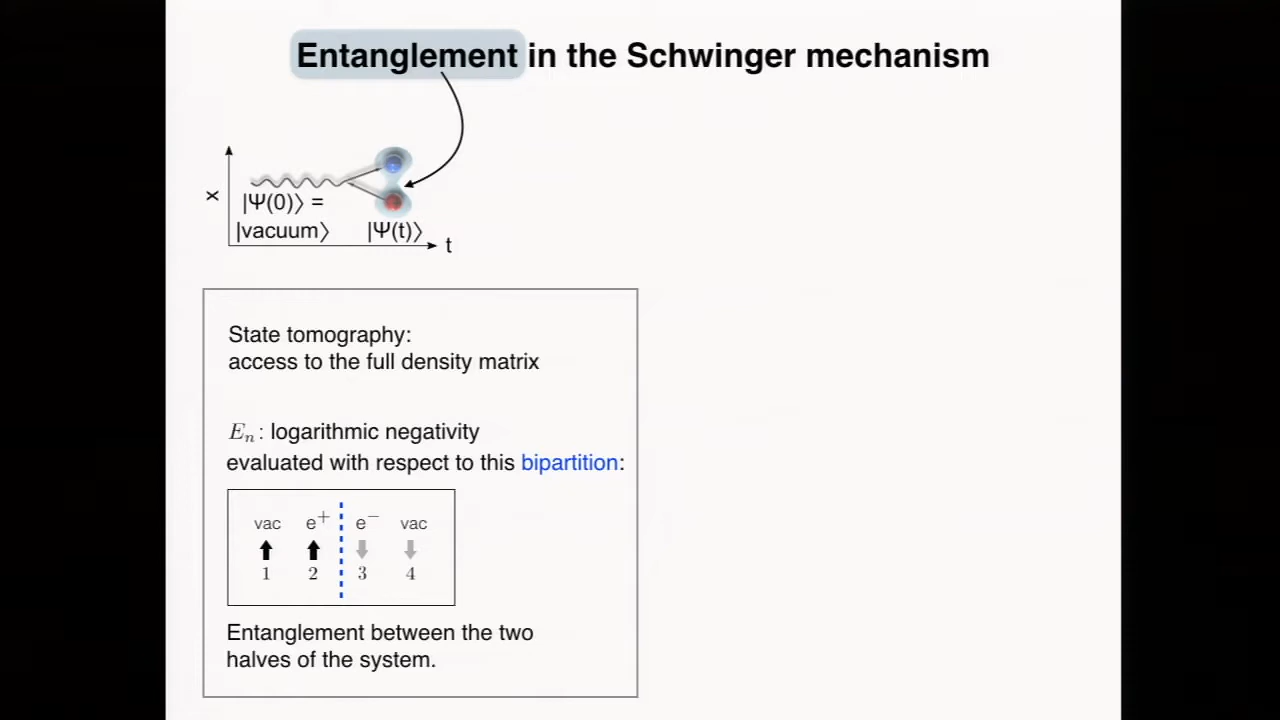 Entanglement in the Schwinger mechanism
x
|Ψ(0)⟩ =
|vacuum⟩
|Ψ(t)⟩
t
State tomography:
access to the full density matrix
Eₙ: logarithmic negativity
evaluated with respect to this bipartition:
vac e⁺ e⁻ vac
1 2 3 4
Entanglement between the two
halves of the system.